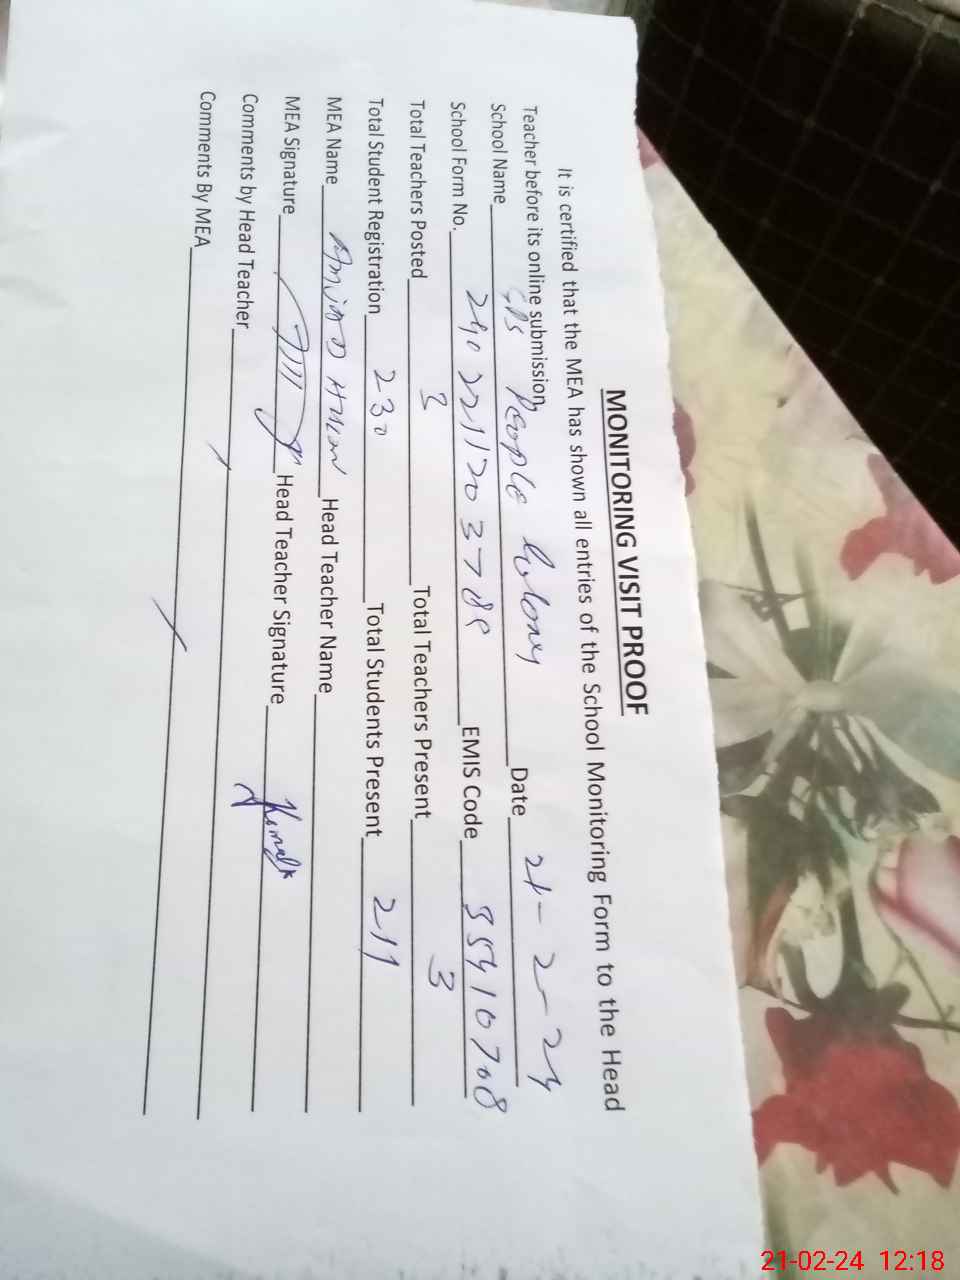 MONITORING VISIT PROOF
It is certified that the MEA has shown all entries of the School Monitoring Form to the Head
Teacher before its online submission.
School Name GPS People Colony Date 21-2-24
School Form No. EMIS Code 35410708
Total Teachers Posted 3 Total Teachers Present 3
Total Student Registration 230 Total Students Present 211
MEA Name Head Teacher Name
MEA Signature Head Teacher Signature
Comments by Head Teacher
Comments By MEA
21-02-24 12:18